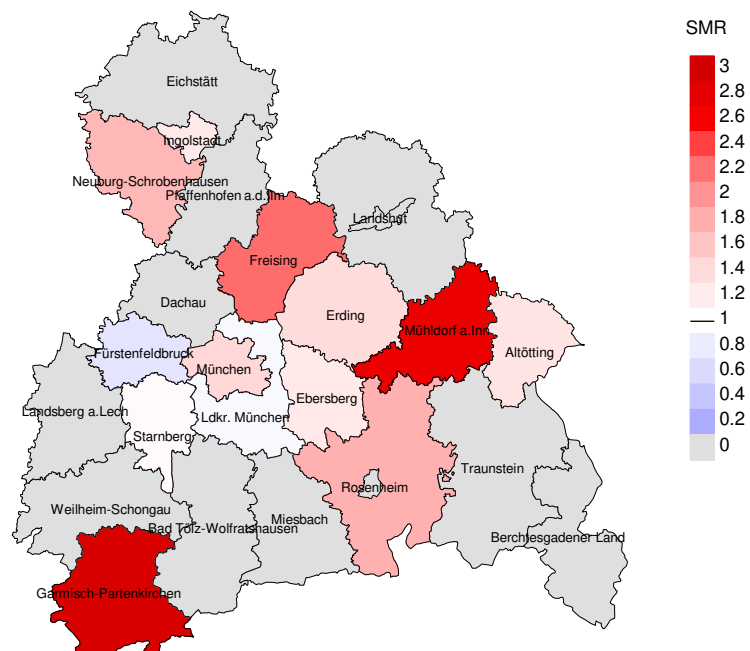 SMR
3
2.8
2.6
2.4
2.2
2
1.8
1.6
1.4
1.2
1
0.8
0.6
0.4
0.2
0
Eichstätt
Ingolstadt
Neuburg-Schrobenhausen
Pfaffenhofen a.d.Ilm
Landshut
Freising
Dachau
Erding
Mühldorf a.Inn
Fürstenfeldbruck
Altötting
München
Ebersberg
Landsberg a.Lech
Ldkr. München
Starnberg
Traunstein
Rosenheim
Weilheim-Schongau
Miesbach
Bad Tölz-Wolfratshausen
Berchtesgadener Land
Garmisch-Partenkirchen